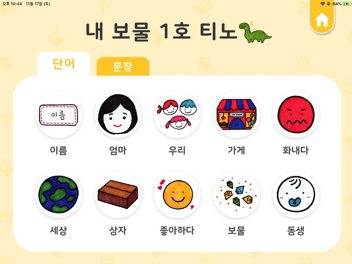 오후 10:44 11월 17일 (토)
84%
내 보물 1호 티노
단어
문장
이름
이름 엄마 우리 가게 화내다
세상 상자 좋아하다 보물 동생